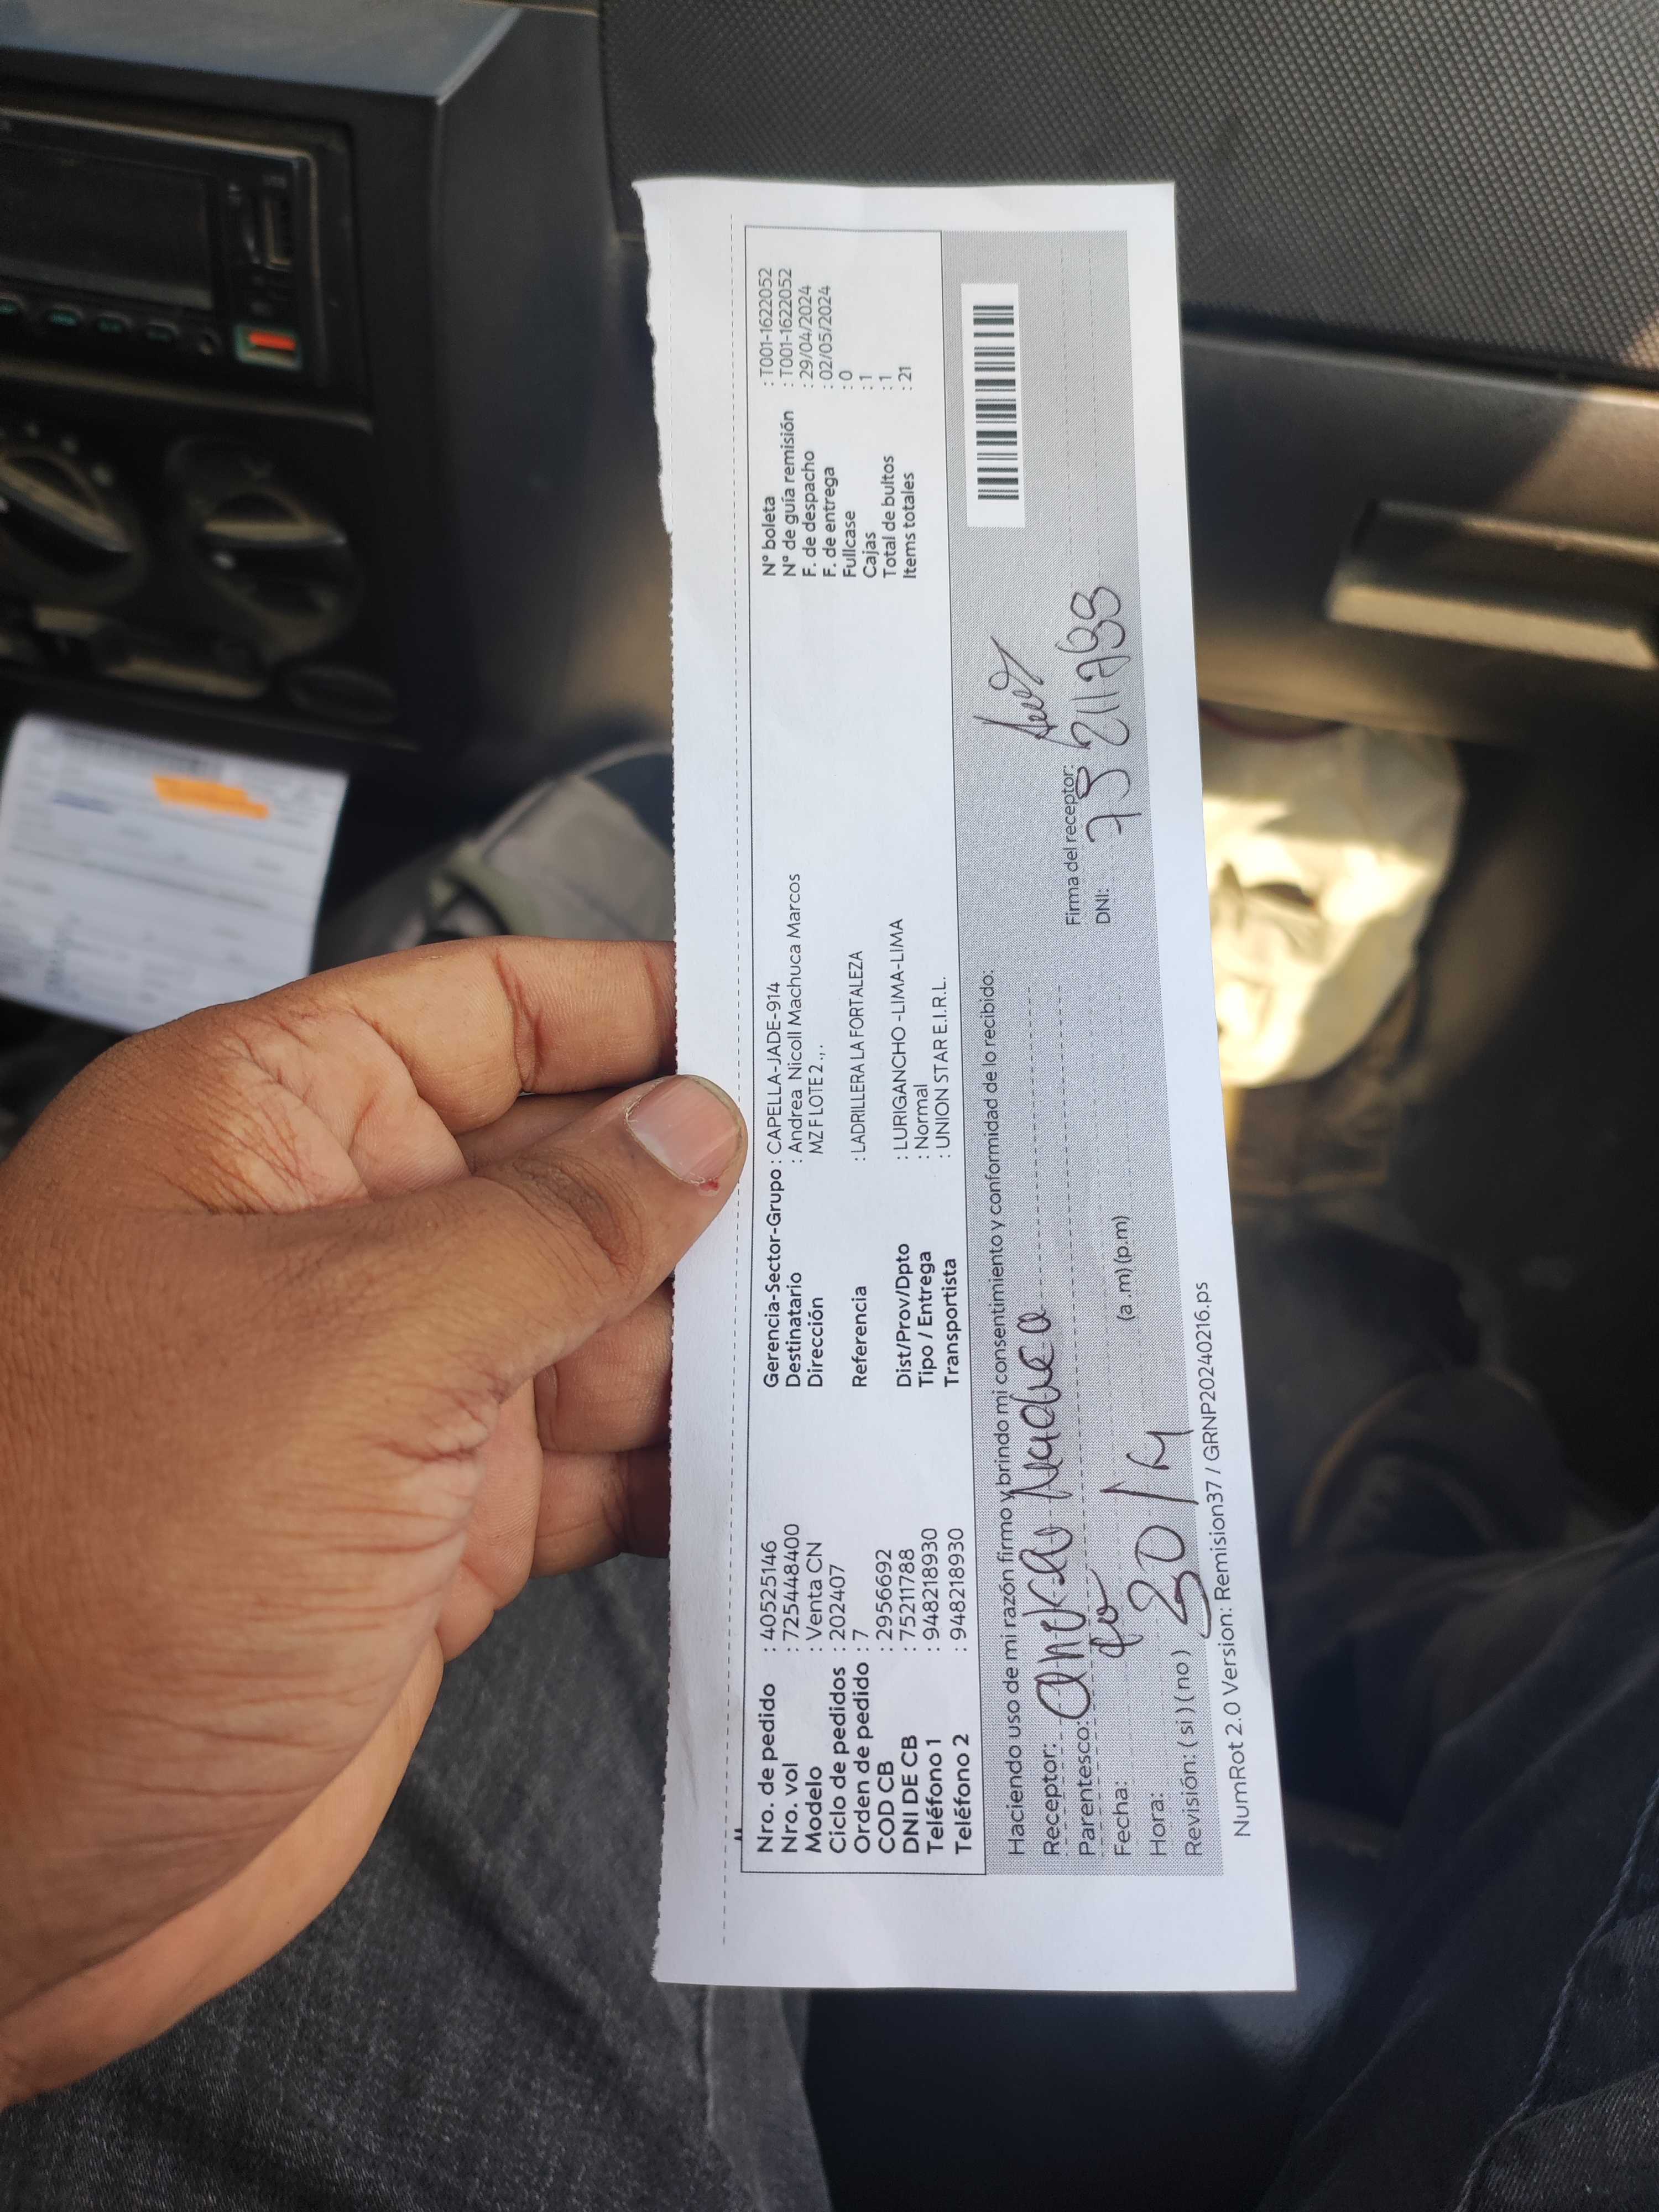 Nro. de pedido : 40525146
Nro. vol : 725448400
Modelo : Venta CN
Ciclo de pedidos : 202407
Orden de pedido : 7
COD CB : 2956692
DNI DE CB : 75211788
Teléfono 1 : 948218930
Teléfono 2 : 948218930
Gerencia-Sector-Grupo : CAPELLA-JADE-914
Destinatario : Andrea Nicoll Machuca Marcos
Dirección MZ F LOTE 2 . , .
Referencia : LADRILLERA LA FORTALEZA
Dist/Prov/Dpto : LURIGANCHO -LIMA-LIMA
Tipo / Entrega : Normal
Transportista : UNION STAR E.I.R.L.
N° boleta : T001-1622052
N° de guía remisión : T001-1622052
F. de despacho : 29/04/2024
F. de entrega : 02/05/2024
Fullcase : 0
Cajas : 1
Total de bultos : 1
Items totales : 21
Haciendo uso de mi razón firmo y brindo mi consentimiento y conformidad de lo recibido:
Receptor:
Parentesco:
Fecha:
Hora: 30/4 (a .m) (p.m)
Revisión: ( si ) ( no )
Firma del receptor:
DNI: 75211788
NumRot 2.0 Version: Remision37 / GRNP20240216.ps